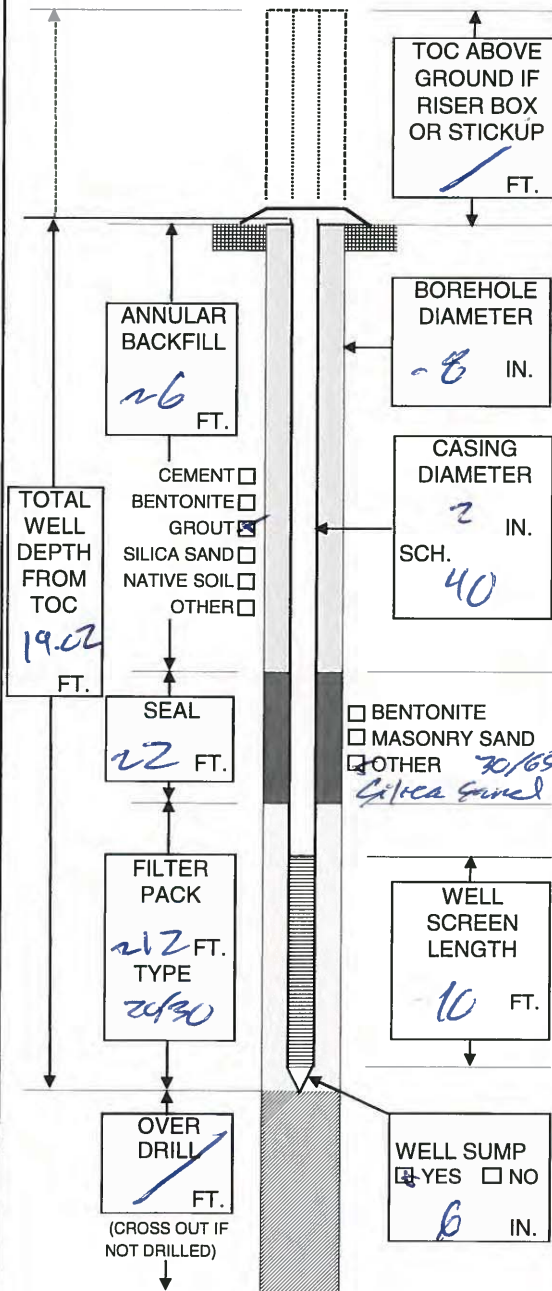 TOC ABOVE
GROUND IF
RISER BOX
OR STICKUP
/ FT.
ANNULAR
BACKFILL
~6
FT.
BOREHOLE
DIAMETER
~8 IN.
CEMENT ☐
BENTONITE ☐
GROUT ☑
SILICA SAND ☐
NATIVE SOIL ☐
OTHER ☐
CASING
DIAMETER
2 IN.
SCH.
40
TOTAL
WELL
DEPTH
FROM
TOC
19.02
FT.
SEAL
~2 FT.
☐ BENTONITE
☐ MASONRY SAND
☑ OTHER 30/65
Silica Sand
FILTER
PACK
~12 FT.
TYPE
20/30
WELL
SCREEN
LENGTH
10 FT.
OVER
DRILL
/ FT.
(CROSS OUT IF
NOT DRILLED)
WELL SUMP
☑ YES ☐ NO
6 IN.